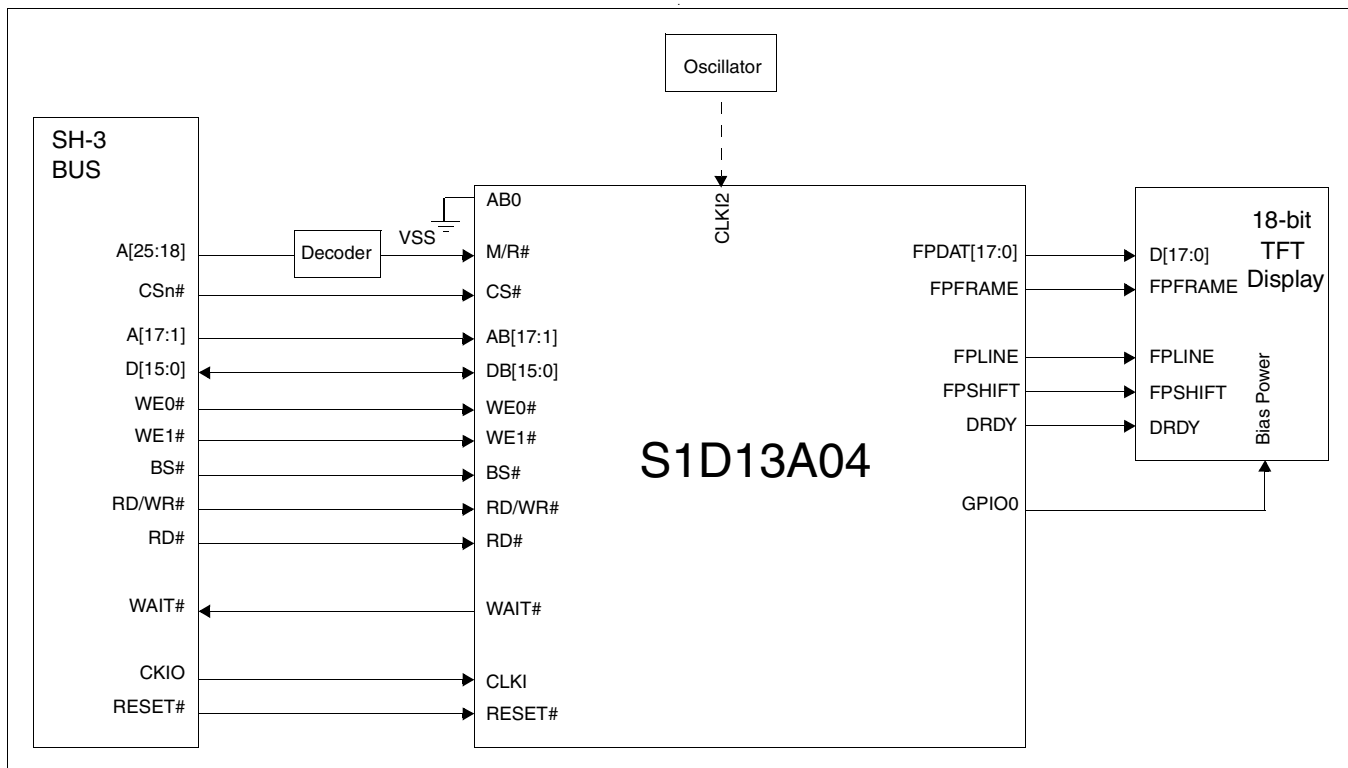 Oscillator
SH-3
BUS
A[25:18]
CSn#
A[17:1]
D[15:0]
WE0#
WE1#
BS#
RD/WR#
RD#
WAIT#
CKIO
RESET#
Decoder
VSS
AB0
M/R#
CS#
AB[17:1]
DB[15:0]
WE0#
WE1#
BS#
RD/WR#
RD#
WAIT#
CLKI
RESET#
CLKI2
S1D13A04
FPDAT[17:0]
FPFRAME
FPLINE
FPSHIFT
DRDY
GPIO0
18-bit
TFT
Display
D[17:0]
FPFRAME
FPLINE
FPSHIFT
DRDY
Bias Power